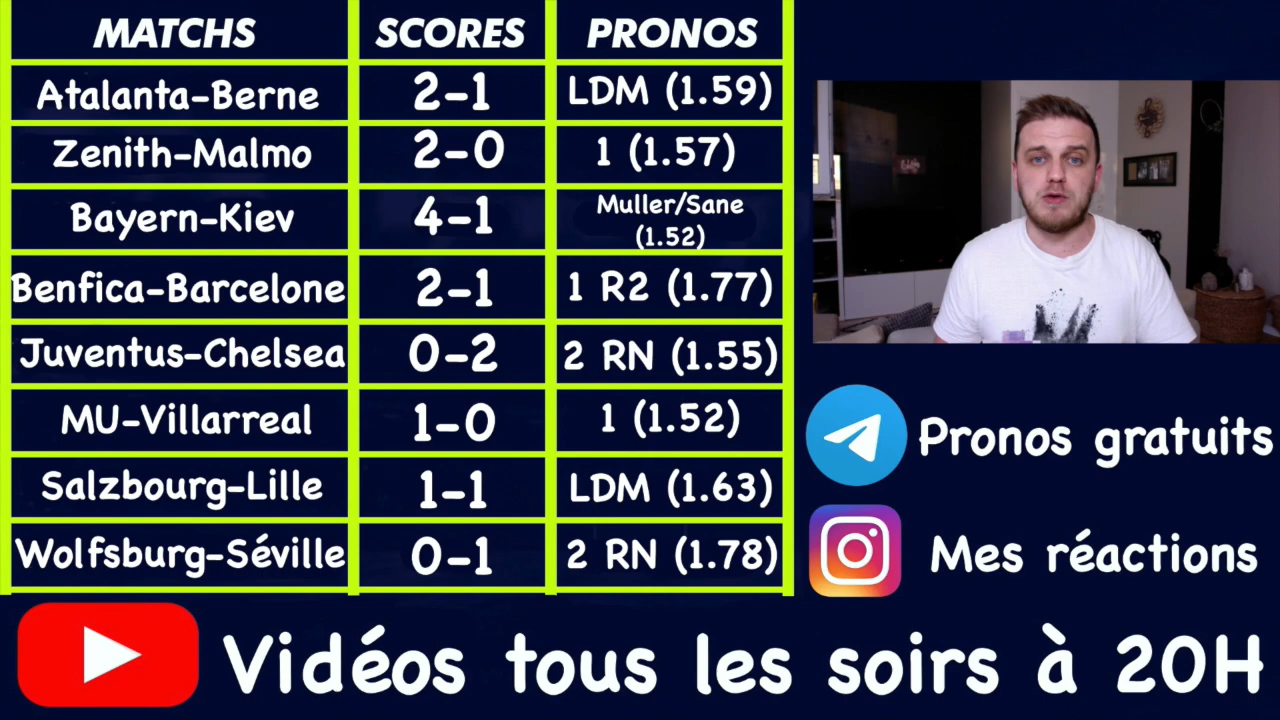 MATCHS SCORES PRONOS
Atalanta-Berne 2-1 LDM (1.59)
Zenith-Malmo 2-0 1 (1.57)
Bayern-Kiev 4-1 Muller/Sane
(1.52)
Benfica-Barcelone 2-1 1 R2 (1.77)
Juventus-Chelsea 0-2 2 RN (1.55)
MU-Villarreal 1-0 1 (1.52)
Salzbourg-Lille 1-1 LDM (1.63)
Wolfsburg-Séville 0-1 2 RN (1.78)
Pronos gratuits
Mes réactions
Vidéos tous les soirs à 20H